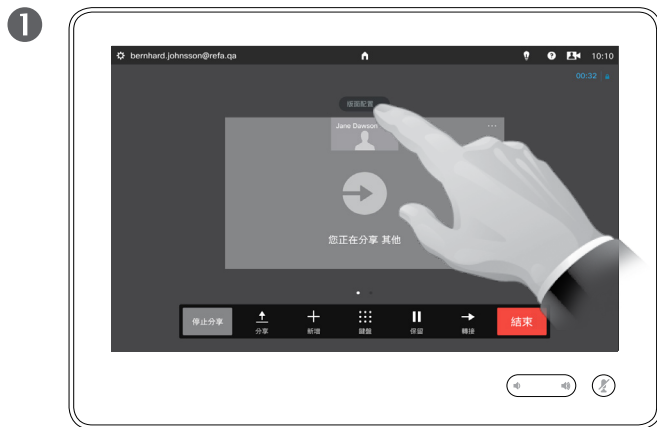 1
bernhard.johnsson@refa.qa
10:10
00:32
版面配置
Jane Dawson
...
您正在分享 其他
停止分享
分享
新增
鍵盤
保留
轉接
結束